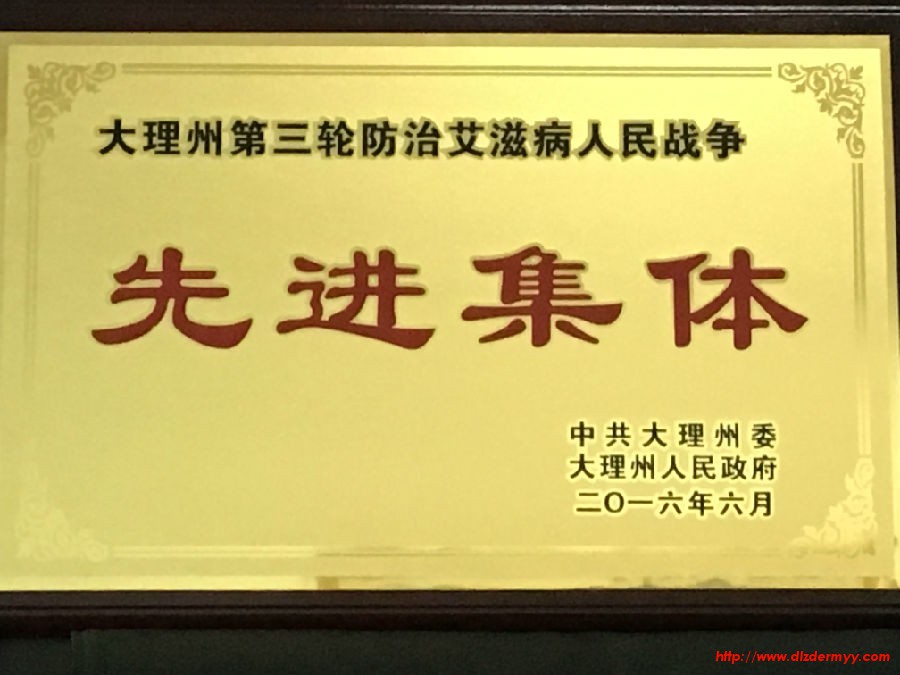 大理州第三轮防治艾滋病人民战争
先进集体
中共大理州委
大理州人民政府
二〇一六年六月
http://www.dlzdermyy.com